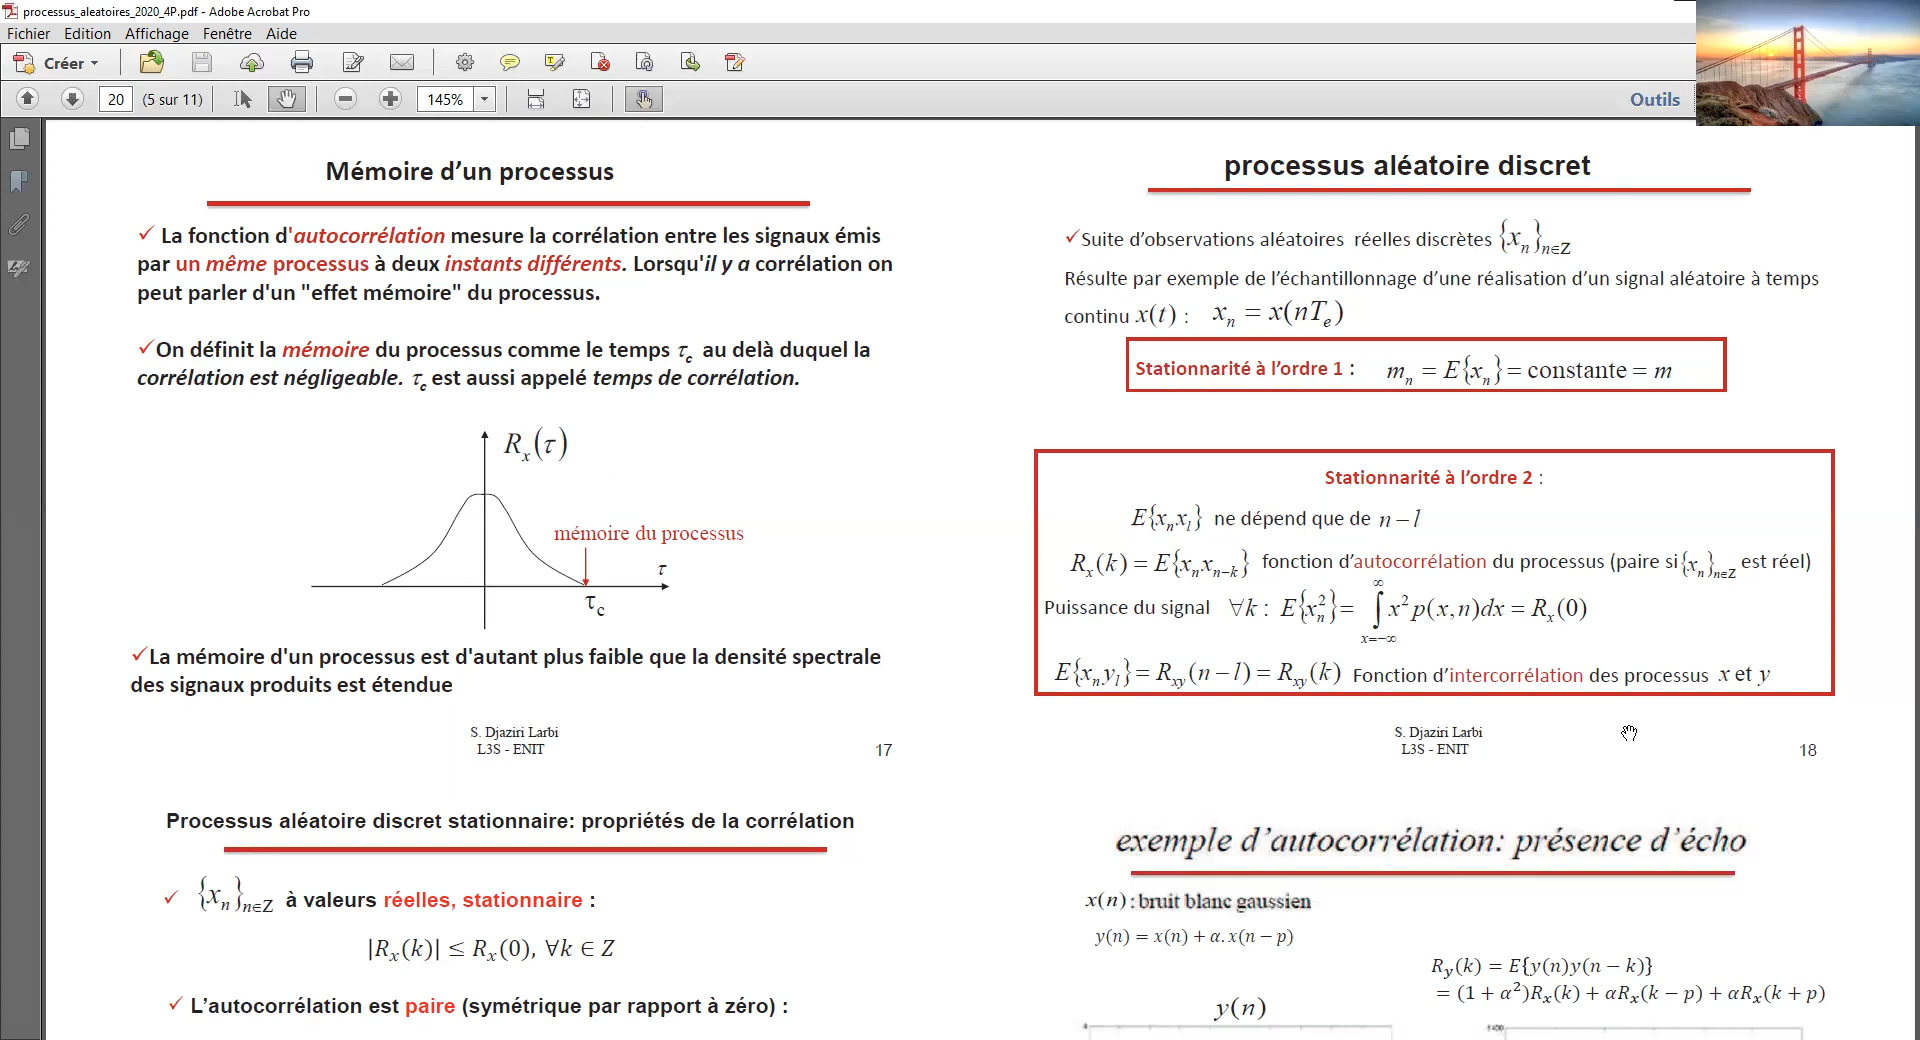 processus_aleatoires_2020_4P.pdf - Adobe Acrobat Pro
Fichier Edition Affichage Fenêtre Aide
Créer
20 (5 sur 11) 145% Outils
Mémoire d’un processus
✓ La fonction d'autocorrélation mesure la corrélation entre les signaux émis
par un même processus à deux instants différents. Lorsqu'il y a corrélation on
peut parler d'un "effet mémoire" du processus.
✓On définit la mémoire du processus comme le temps τc au delà duquel la
corrélation est négligeable. τc est aussi appelé temps de corrélation.
Rx(τ)
mémoire du processus
τ
τc
✓La mémoire d'un processus est d'autant plus faible que la densité spectrale
des signaux produits est étendue
S. Djaziri Larbi
L3S - ENIT
17
processus aléatoire discret
✓Suite d’observations aléatoires réelles discrètes {xn}n∈Z
Résulte par exemple de l’échantillonnage d’une réalisation d’un signal aléatoire à temps
continu x(t) : xn = x(nTe)
Stationnarité à l’ordre 1 : mn = E{xn} = constante = m
Stationnarité à l’ordre 2 :
E{xn xl} ne dépend que de n − l
Rx(k) = E{xn xn−k} fonction d’autocorrélation du processus (paire si {xn}n∈Z est réel)
Puissance du signal ∀k : E{xn²} = ∫x=−∞^∞ x² p(x,n)dx = Rx(0)
E{xn yl} = Rxy(n − l) = Rxy(k) Fonction d’intercorrélation des processus x et y
S. Djaziri Larbi
L3S - ENIT
18
Processus aléatoire discret stationnaire: propriétés de la corrélation
✓ {xn}n∈Z à valeurs réelles, stationnaire :
|Rx(k)| ≤ Rx(0), ∀k ∈ Z
✓ L’autocorrélation est paire (symétrique par rapport à zéro) :
exemple d’autocorrélation: présence d’écho
x(n) : bruit blanc gaussien
y(n) = x(n) + α. x(n − p)
Ry(k) = E{y(n)y(n − k)}
= (1 + α²)Rx(k) + αRx(k − p) + αRx(k + p)
y(n)
4
1400